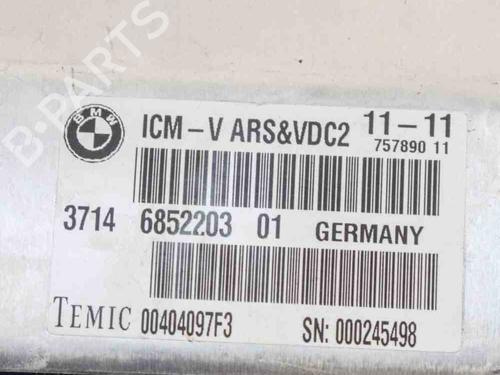 BMW
ICM-V ARS&VDC2 11-11
757890 11
3714 6852203 01 GERMANY
TEMIC 00404097F3 SN: 000245498
B-PARTS